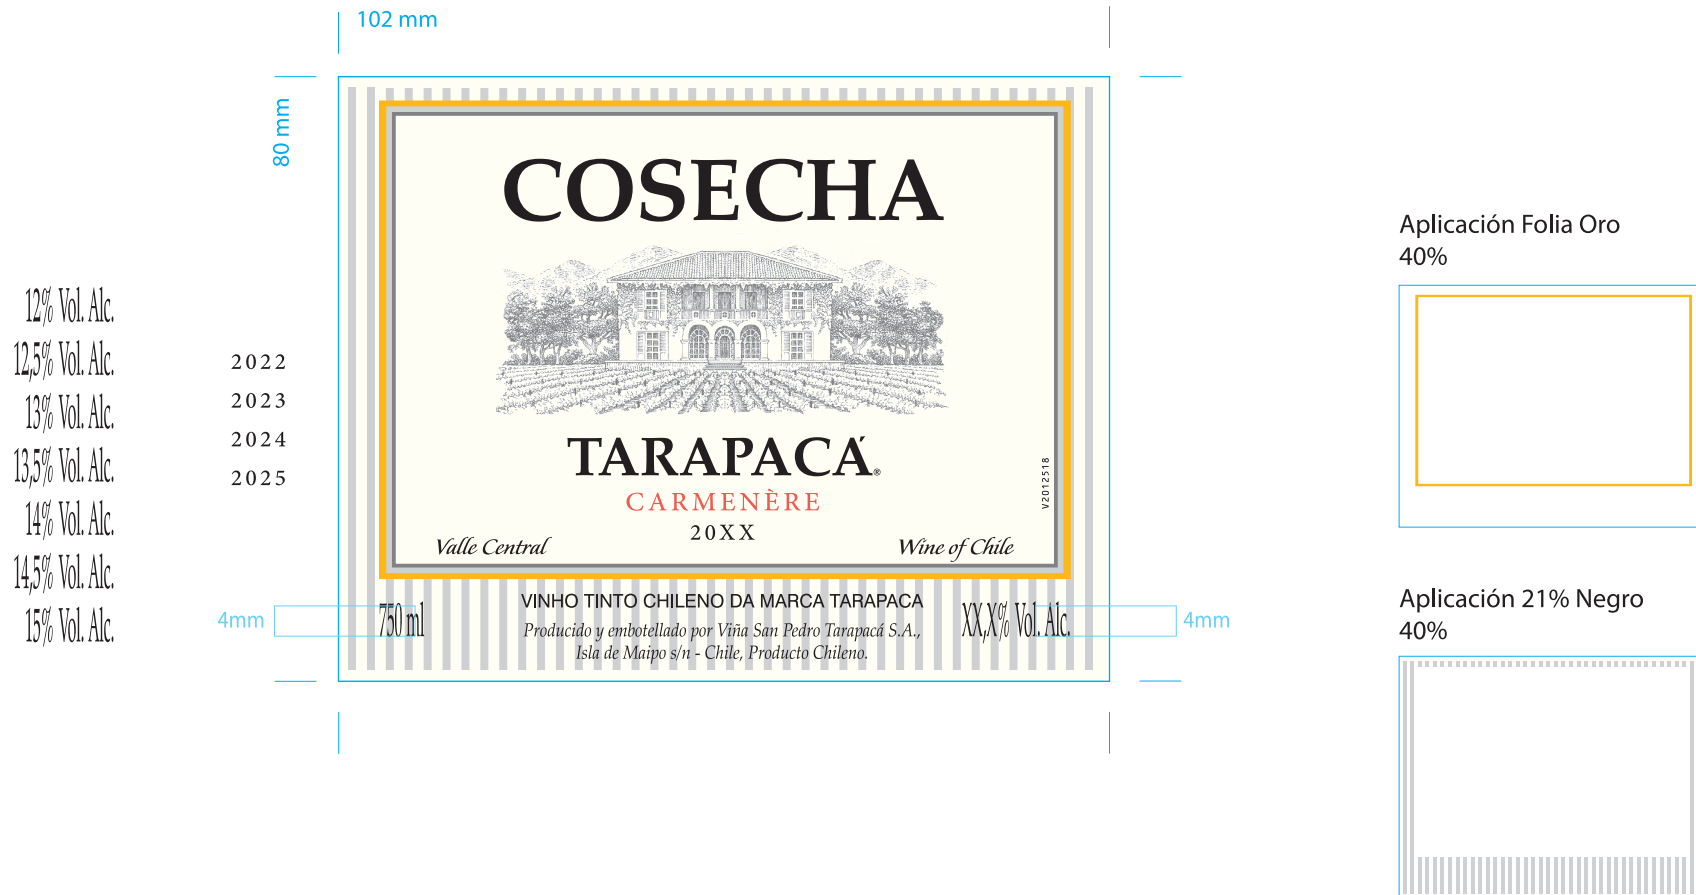 102 mm
80 mm
COSECHA
TARAPACÁ®
CARMENÈRE
20XX
Valle Central
Wine of Chile
V2012518
750 ml
VINHO TINTO CHILENO DA MARCA TARAPACA
XX,X% Vol. Alc.
Producido y embotellado por Viña San Pedro Tarapacá S.A.,
Isla de Maipo s/n - Chile, Producto Chileno.
4mm
4mm
12% Vol. Alc.
12,5% Vol. Alc.
13% Vol. Alc.
13,5% Vol. Alc.
14% Vol. Alc.
14,5% Vol. Alc.
15% Vol. Alc.
2022
2023
2024
2025
Aplicación Folia Oro
40%
Aplicación 21% Negro
40%